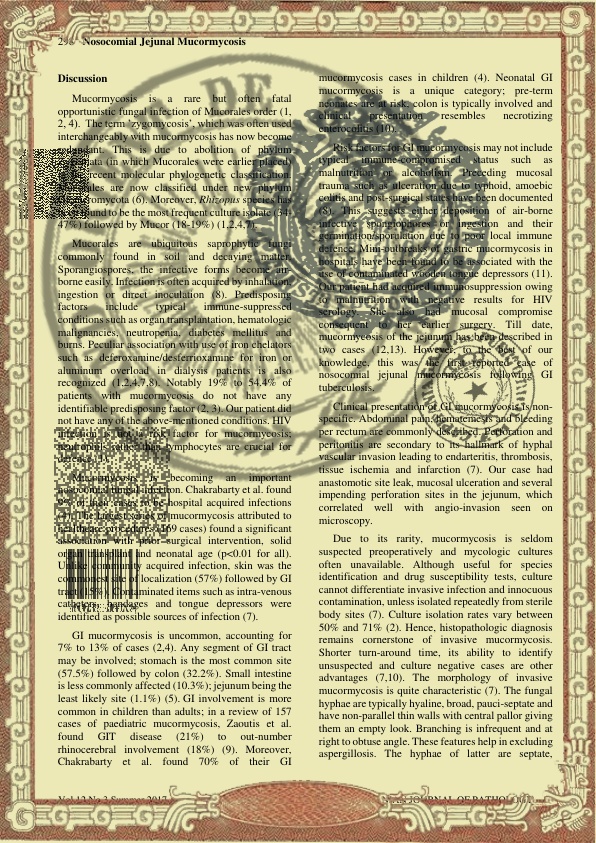 298 Nosocomial Jejunal Mucormycosis
Discussion
Mucormycosis is a rare but often fatal
opportunistic fungal infection of Mucorales order (1,
2, 4). The term 'zygomycosis', which was often used
interchangeably with mucormycosis has now become
This is due to abolition of phylum
(in which Mucorales were earlier placed)
recent molecular phylogenetic classification.
are now classified under new phylum
(6). Moreover, Rhizopus species has
found to be the most frequent culture isolate (34-
47%) followed by Mucor (18-19%) (1,2,4,7).
Mucorales are ubiquitous saprophytic fungi
commonly found in soil and decaying matter.
Sporangiospores, the infective forms become air-
borne easily. Infection is often acquired by inhalation,
ingestion or direct inoculation (8). Predisposing
factors include typical immune-suppressed
conditions such as organ transplantation, hematologic
malignancies, neutropenia, diabetes mellitus and
burns. Peculiar association with use of iron chelators
such as deferoxamine/desferrioxamine for iron or
aluminum overload in dialysis patients is also
recognized (1,2,4,7,8). Notably 19% to 54.4% of
patients with mucormycosis do not have any
identifiable predisposing factor (2, 3). Our patient did
not have any of the above-mentioned conditions. HIV
infection is not a risk factor for mucormycosis;
neutrophils rather than lymphocytes are crucial for
Mucormycosis is becoming an important
nosocomial fungal infection. Chakrabarty et al. found
9% of their cases to be hospital acquired infections
mucormycosis attributed to
healthcare procedures (169 cases) found a significant
association with prior surgical intervention, solid
organ transplant and neonatal age (p<0.01 for all).
Unlike community acquired infection, skin was the
commonest site of localization (57%) followed by GI
tract (15%). Contaminated items such as intra-venous
catheters, bandages and tongue depressors were
identified as possible sources of infection (7).
GI mucormycosis is uncommon, accounting for
7% to 13% of cases (2,4). Any segment of GI tract
may be involved; stomach is the most common site
(57.5%) followed by colon (32.2%). Small intestine
is less commonly affected (10.3%); jejunum being the
least likely site (1.1%) (5). GI involvement is more
common in children than adults; in a review of 157
cases of paediatric mucormycosis, Zaoutis et al.
found GIT disease (21%) to out-number
rhinocerebral involvement (18%) (9). Moreover,
Chakrabarty et al. found 70% of their GI
mucormycosis cases in children (4). Neonatal GI
mucormycosis is a unique category; pre-term
neonates are at risk, colon is typically involved and
clinical presentation resembles necrotizing
enterocolitis (10).
Risk factors for GI mucormycosis may not include
typical immune-compromised status such as
malnutrition or alcoholism. Preceding mucosal
trauma such as ulceration due to typhoid, amoebic
colitis and post-surgical states have been documented
(8). This suggests either deposition of air-borne
infective spongiospores or ingestion and their
germination/sporulation due to poor local immune
defence. Mini-outbreaks of gastric mucormycosis in
hospitals have been found to be associated with the
use of contaminated wooden tongue depressors (11).
Our patient had acquired immunosuppression owing
to malnutrition with negative results for HIV
serology. She also had mucosal compromise
consequent to her earlier surgery. Till date,
mucormycosis of the jejunum has been described in
two cases (12,13). However, to the best of our
knowledge, this was the first reported case of
nosocomial jejunal mucormycosis following GI
tuberculosis.
Clinical presentation of GI mucormycosis is non-
specific. Abdominal pain, hematemesis and bleeding
per rectum are commonly described. Perforation and
peritonitis are secondary to its hallmark of hyphal
vascular invasion leading to endarteritis, thrombosis,
tissue ischemia and infarction (7). Our case had
anastomotic site leak, mucosal ulceration and several
impending perforation sites in the jejunum, which
correlated well with angio-invasion seen on
microscopy.
Due to its rarity, mucormycosis is seldom
suspected preoperatively and mycologic cultures
often unavailable. Although useful for species
identification and drug susceptibility tests, culture
cannot differentiate invasive infection and innocuous
contamination, unless isolated repeatedly from sterile
body sites (7). Culture isolation rates vary between
50% and 71% (2). Hence, histopathologic diagnosis
remains cornerstone of invasive mucormycosis.
Shorter turn-around time, its ability to identify
unsuspected and culture negative cases are other
advantages (7,10). The morphology of invasive
mucormycosis is quite characteristic (7). The fungal
hyphae are typically hyaline, broad, pauci-septate and
have non-parallel thin walls with central pallor giving
them an empty look. Branching is infrequent and at
right to obtuse angle. These features help in excluding
aspergillosis. The hyphae of latter are septate,
Vol.12 No.3 Summer 2017
JOURNAL OF PATHOLOGY